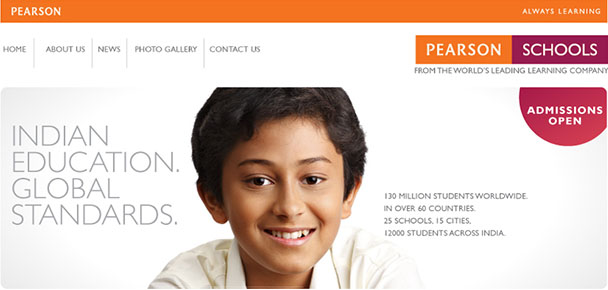 PEARSON ALWAYS LEARNING
HOME ABOUT US NEWS PHOTO GALLERY CONTACT US
PEARSON SCHOOLS
FROM THE WORLD'S LEADING LEARNING COMPANY
ADMISSIONS
OPEN
INDIAN
EDUCATION.
GLOBAL
STANDARDS.
130 MILLION STUDENTS WORLDWIDE.
IN OVER 60 COUNTRIES.
25 SCHOOLS, 15 CITIES,
12000 STUDENTS ACROSS INDIA.